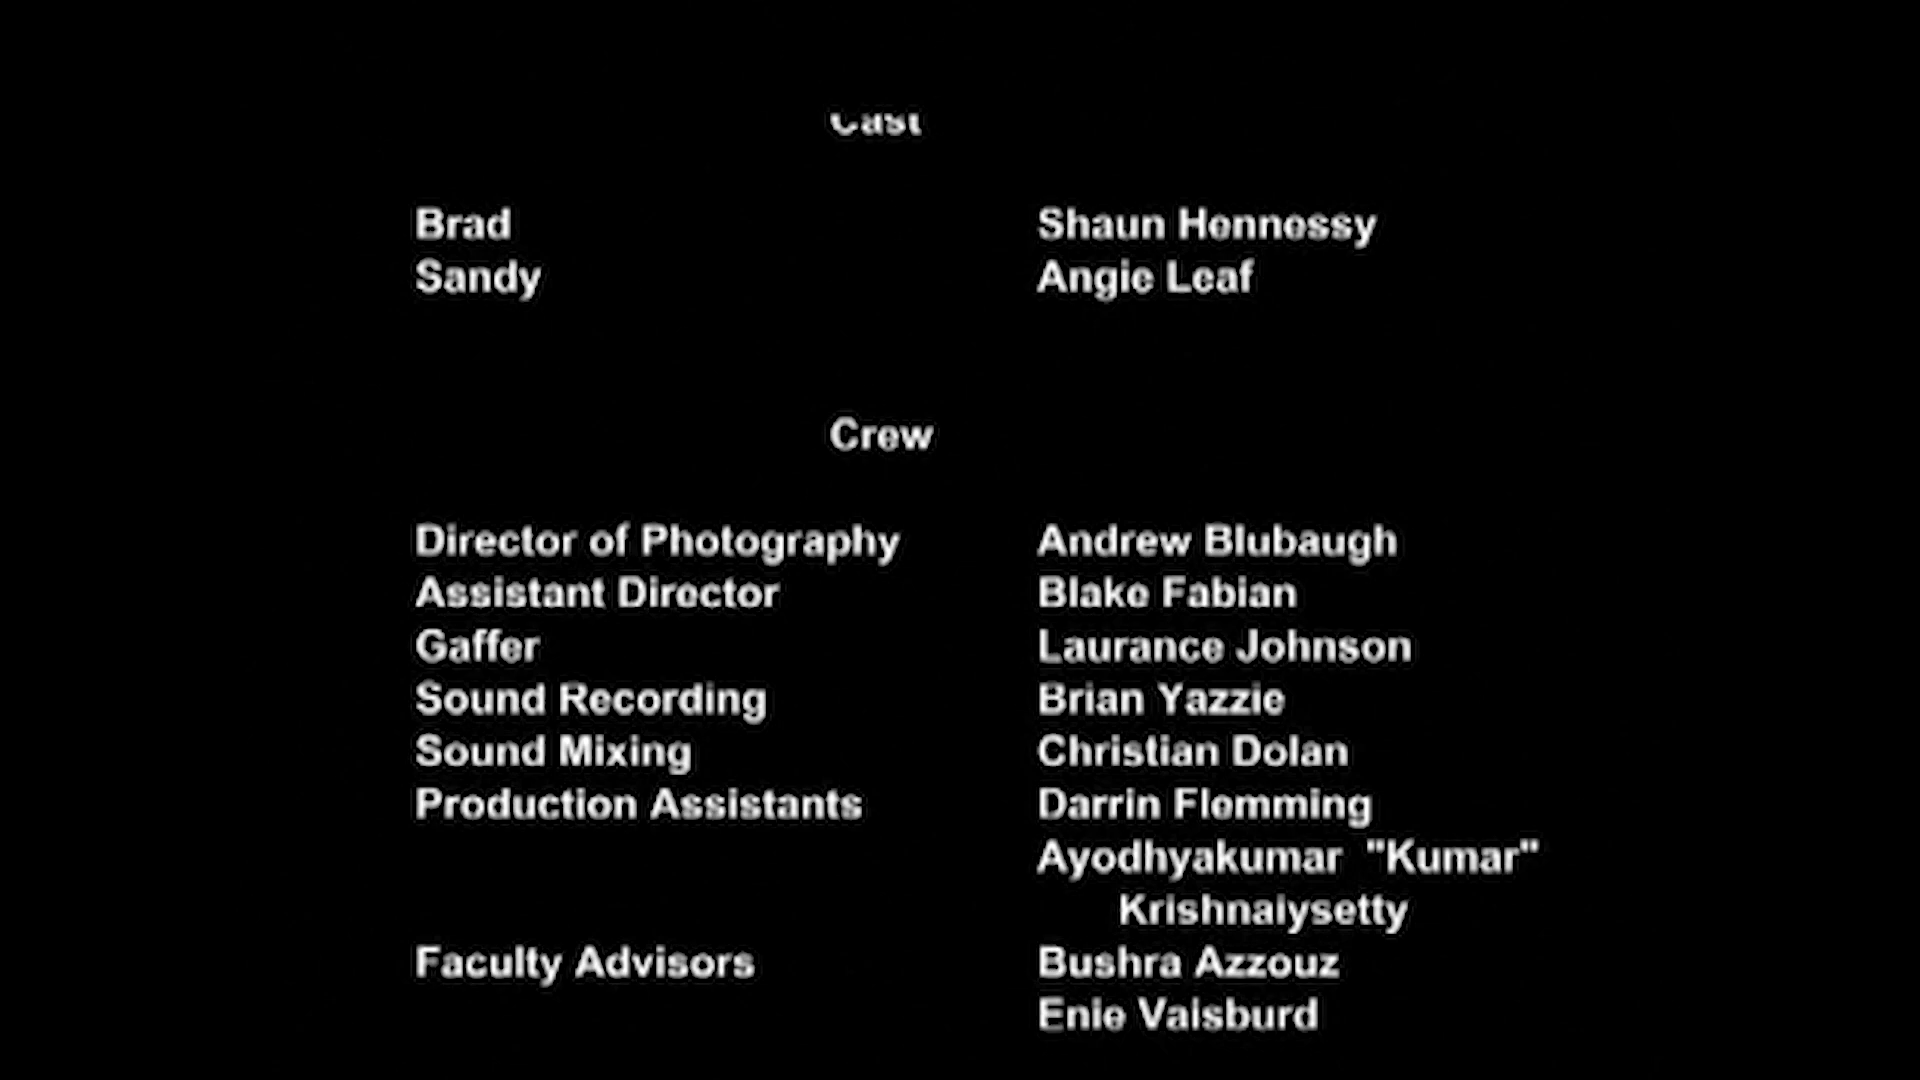 Cast
Brad Shaun Hennessy
Sandy Angie Leaf
Crew
Director of Photography Andrew Blubaugh
Assistant Director Blake Fabian
Gaffer Laurance Johnson
Sound Recording Brian Yazzie
Sound Mixing Christian Dolan
Production Assistants Darrin Flemming
Ayodhyakumar "Kumar"
Krishnaiysetty
Faculty Advisors Bushra Azzouz
Enie Vaisburd